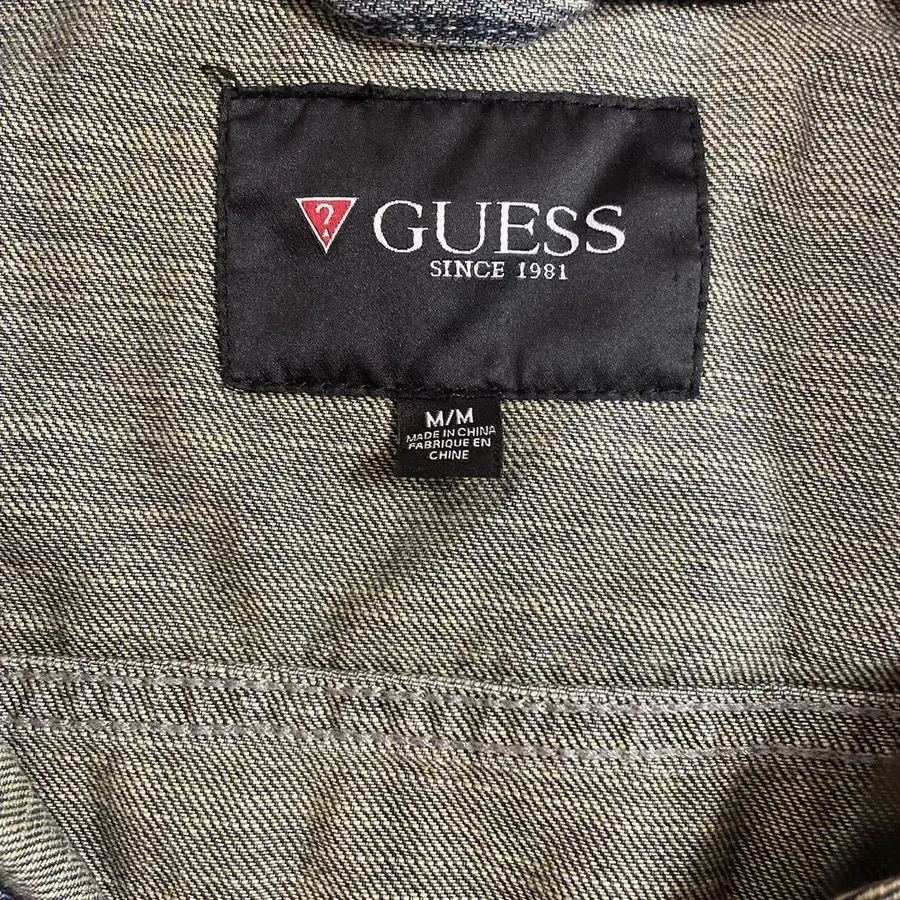 ?
GUESS
SINCE 1981
M/M
MADE IN CHINA
FABRIQUE EN
CHINE